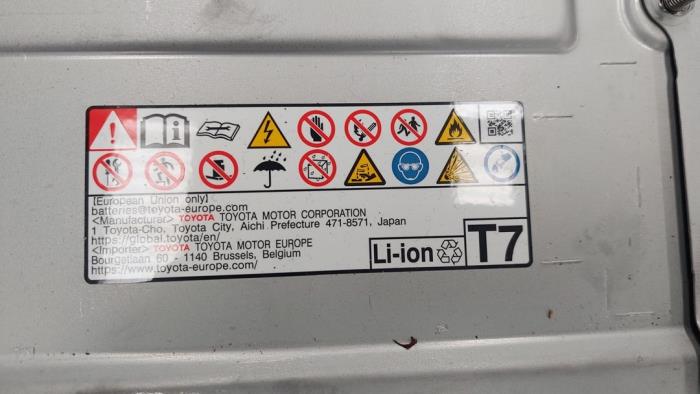 [European Union only]
batteries@toyota-europe.com
<Manufacturer> TOYOTA TOYOTA MOTOR CORPORATION
1 Toyota-Cho, Toyota City, Aichi Prefecture 471-8571, Japan
https://global.toyota/en/
<Importer> TOYOTA TOYOTA MOTOR EUROPE
Bourgetlaan 60 - 1140 Brussels, Belgium
https://www.toyota-europe.com/
Li-ion
T7